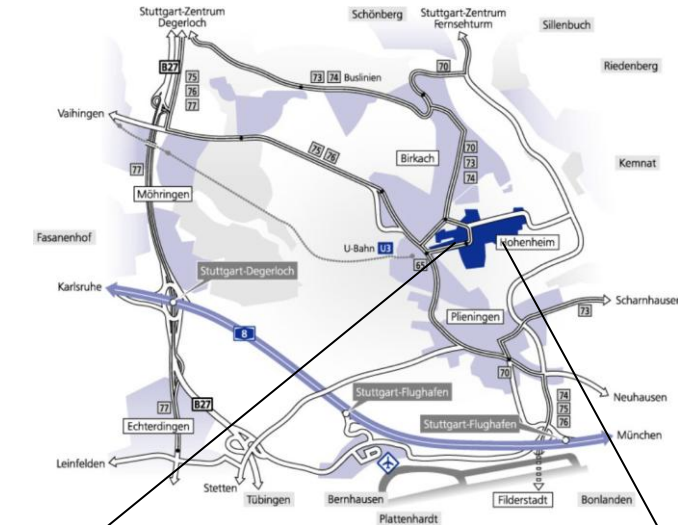 Stuttgart-Zentrum
Degerloch
Schönberg
Stuttgart-Zentrum
Fernsehturm
Sillenbuch
B27
70
Riedenberg
75
76
77
73 74 Buslinien
Vaihingen
75 76
Birkach
70
73
74
Kemnat
77
Möhringen
Fasanenhof
U-Bahn U3
Hohenheim
65
Stuttgart-Degerloch
Karlsruhe
Scharnhausen
73
Plieningen
8
70
Stuttgart-Flughafen
Neuhausen
77
B27
74
75
76
Echterdingen
Stuttgart-Flughafen
München
Leinfelden
Stetten
Tübingen
Bernhausen
Filderstadt
Bonlanden
Plattenhardt